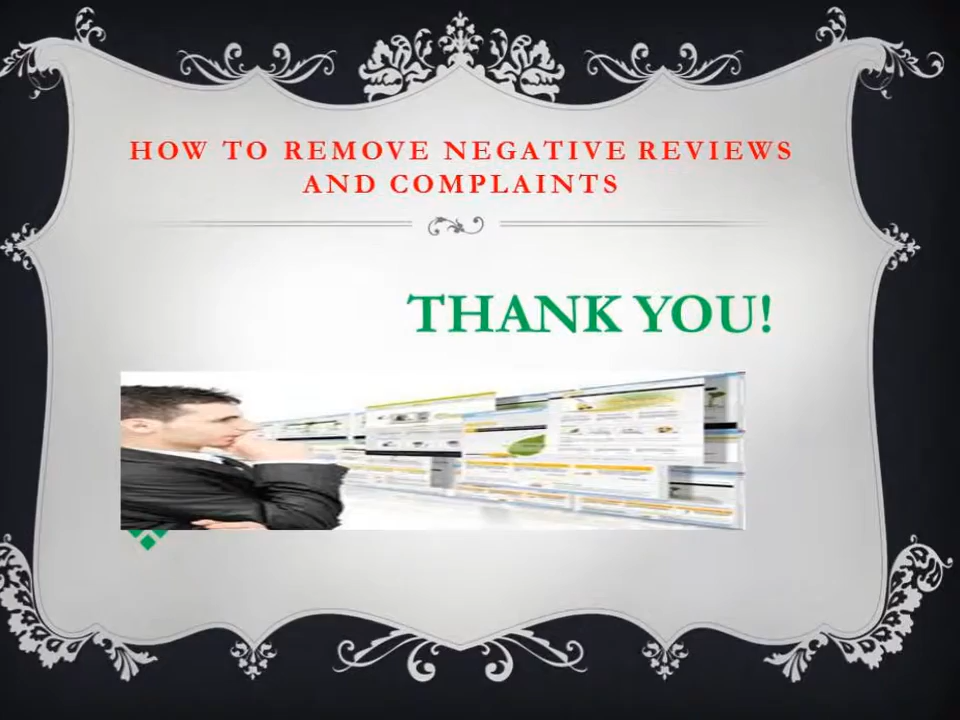 HOW TO REMOVE NEGATIVE REVIEWS
AND COMPLAINTS
THANK YOU!